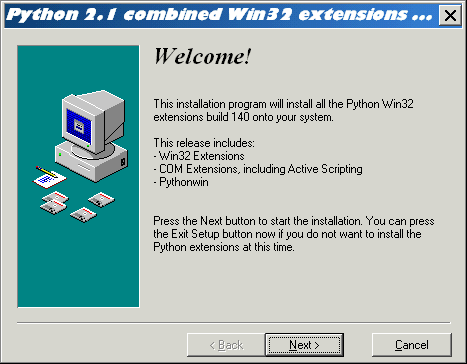 Python 2.1 combined Win32 extensions ...
Welcome!
This installation program will install all the Python Win32
extensions build 140 onto your system.
This release includes:
- Win32 Extensions
- COM Extensions, including Active Scripting
- Pythonwin
Press the Next button to start the installation. You can press
the Exit Setup button now if you do not want to install the
Python extensions at this time.
< Back
Next >
Cancel